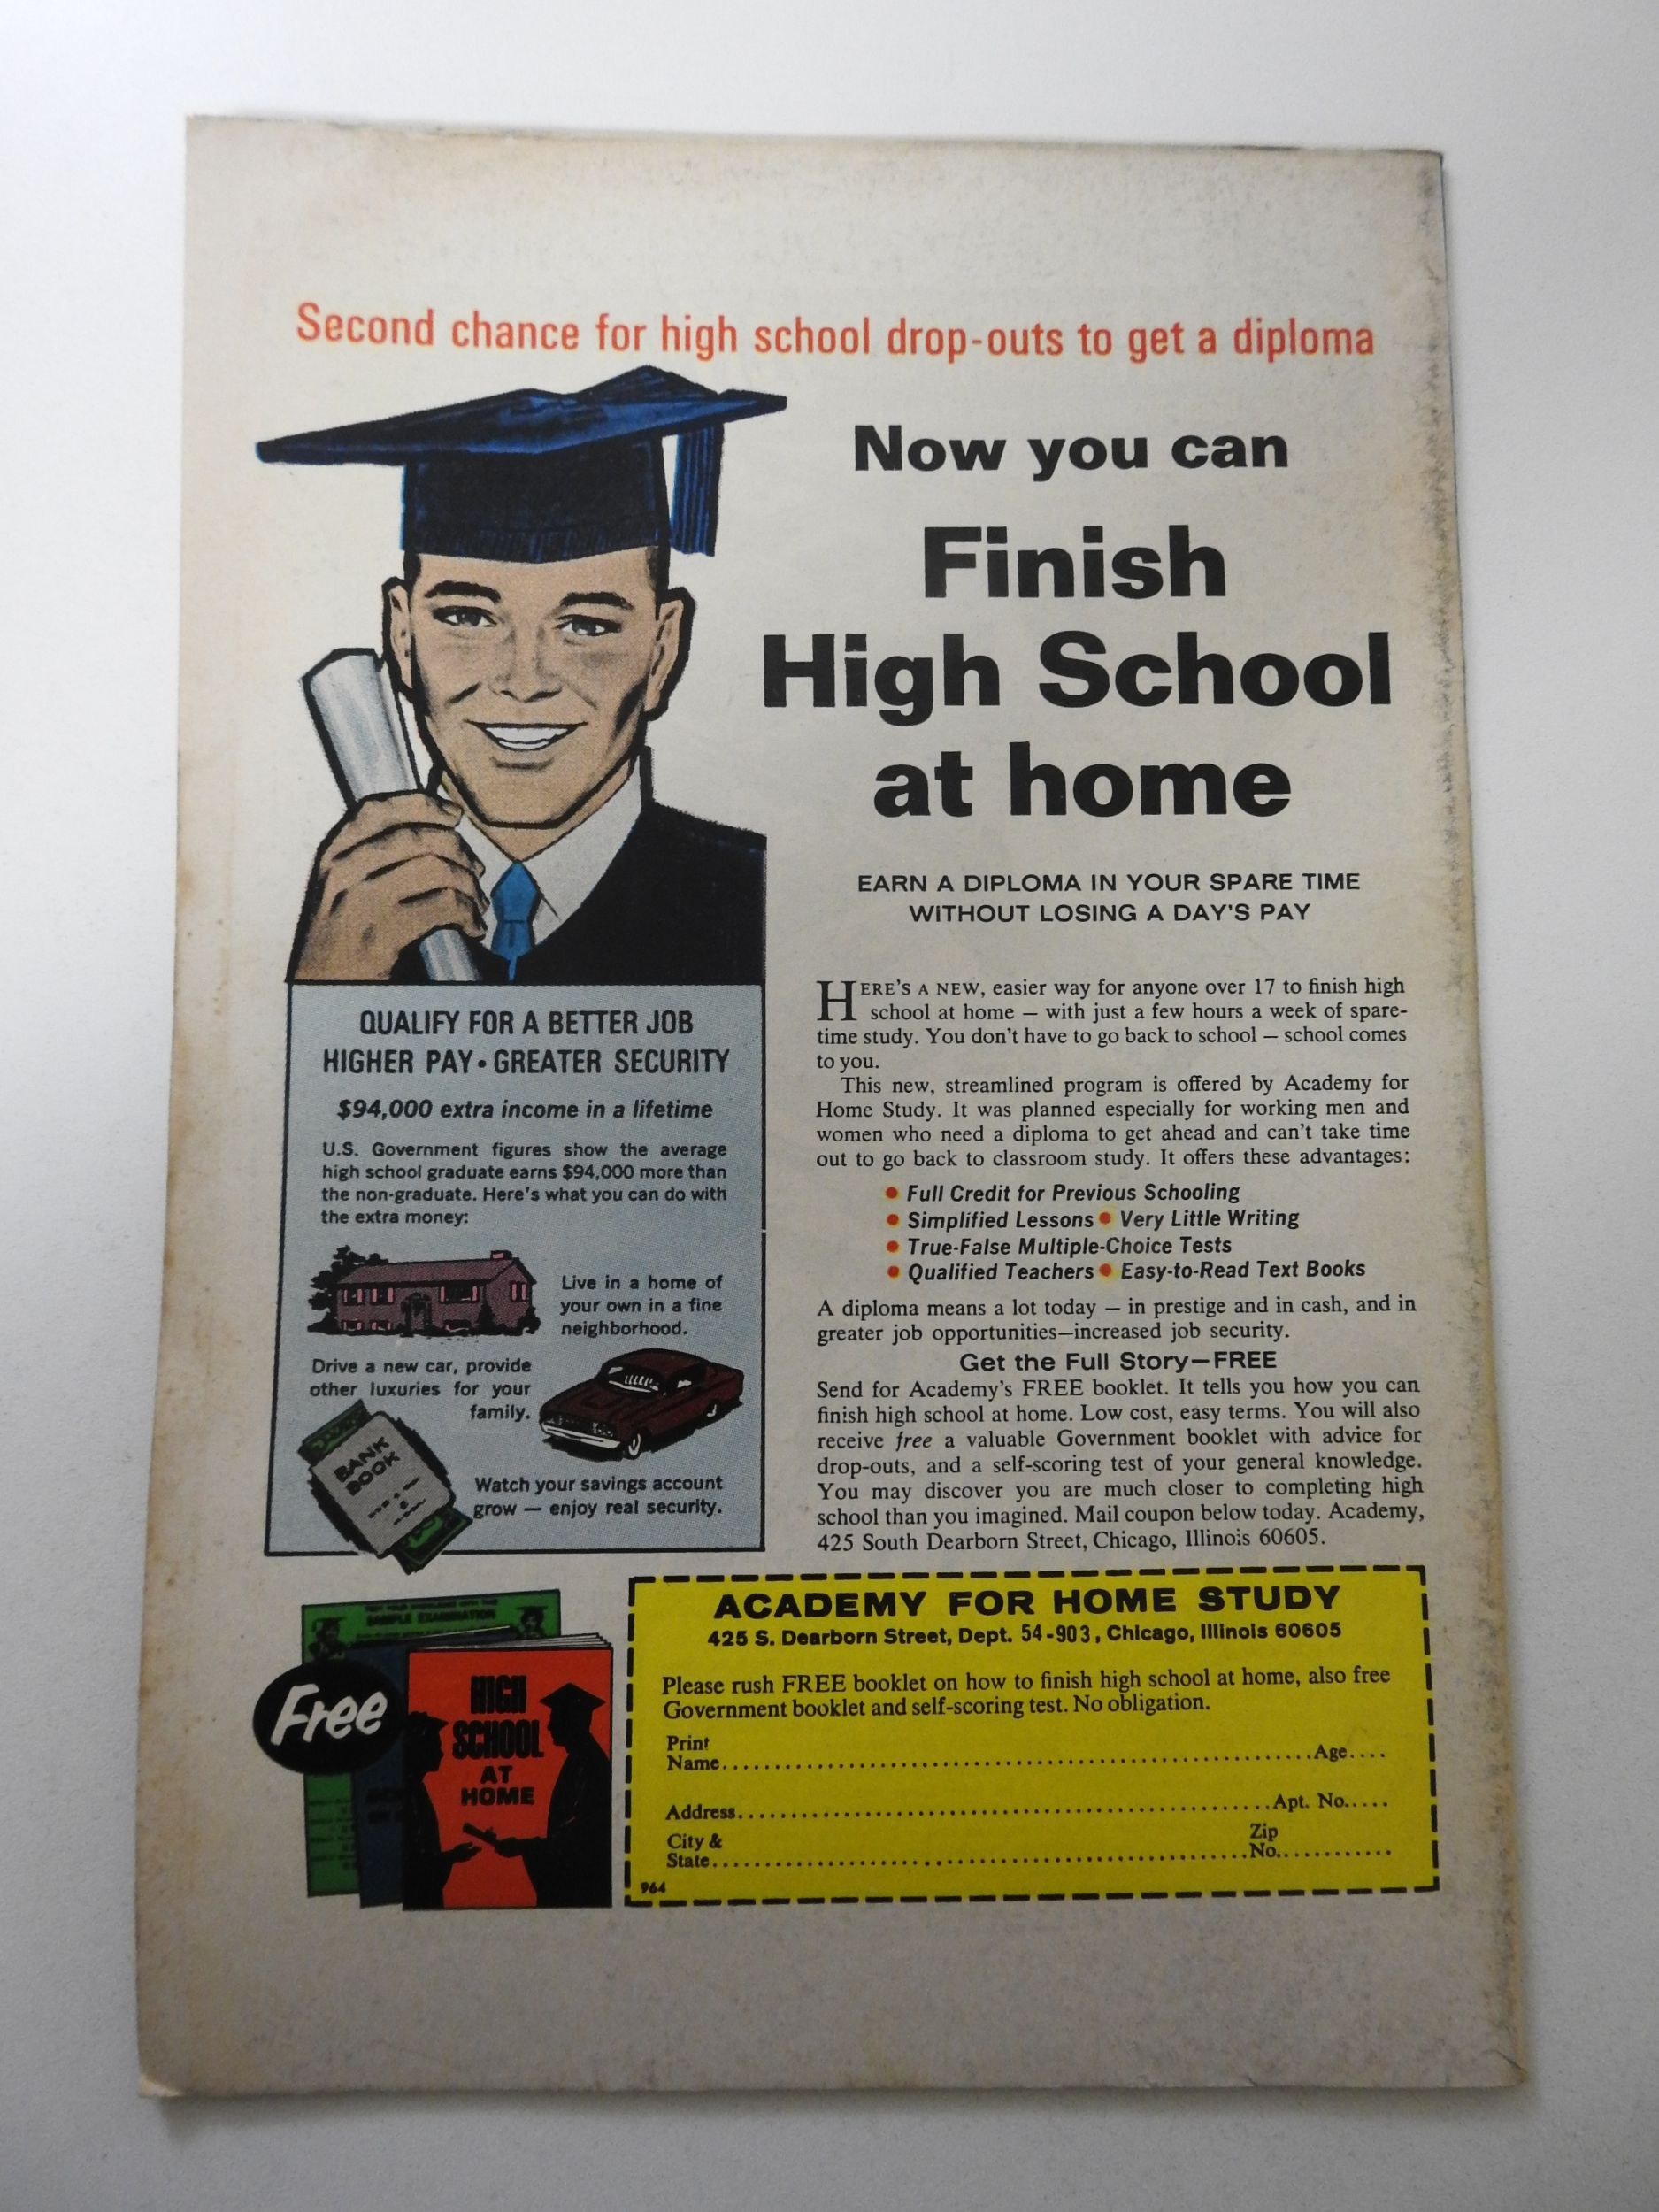 Second chance for high school drop-outs to get a diploma
Now you can
Finish
High School
at home
EARN A DIPLOMA IN YOUR SPARE TIME
WITHOUT LOSING A DAY'S PAY
QUALIFY FOR A BETTER JOB
HIGHER PAY • GREATER SECURITY
$94,000 extra income in a lifetime
U.S. Government figures show the average
high school graduate earns $94,000 more than
the non-graduate. Here's what you can do with
the extra money:
Live in a home of
your own in a fine
neighborhood.
Drive a new car, provide
other luxuries for your
family.
BANK
BOOK
Watch your savings account
grow — enjoy real security.
HERE'S A NEW, easier way for anyone over 17 to finish high
school at home — with just a few hours a week of spare-
time study. You don't have to go back to school — school comes
to you.
This new, streamlined program is offered by Academy for
Home Study. It was planned especially for working men and
women who need a diploma to get ahead and can't take time
out to go back to classroom study. It offers these advantages:
• Full Credit for Previous Schooling
• Simplified Lessons • Very Little Writing
• True-False Multiple-Choice Tests
• Qualified Teachers • Easy-to-Read Text Books
A diploma means a lot today — in prestige and in cash, and in
greater job opportunities—increased job security.
Get the Full Story—FREE
Send for Academy's FREE booklet. It tells you how you can
finish high school at home. Low cost, easy terms. You will also
receive free a valuable Government booklet with advice for
drop-outs, and a self-scoring test of your general knowledge.
You may discover you are much closer to completing high
school than you imagined. Mail coupon below today. Academy,
425 South Dearborn Street, Chicago, Illinois 60605.
SAMPLE EXAMINATION
Free
HIGH
SCHOOL
AT
HOME
ACADEMY FOR HOME STUDY
425 S. Dearborn Street, Dept. 54-903, Chicago, Illinois 60605
Please rush FREE booklet on how to finish high school at home, also free
Government booklet and self-scoring test. No obligation.
Print
Name.......................................................Age....
Address..................................................Apt. No.....
City & Zip
State..................................................No............
964